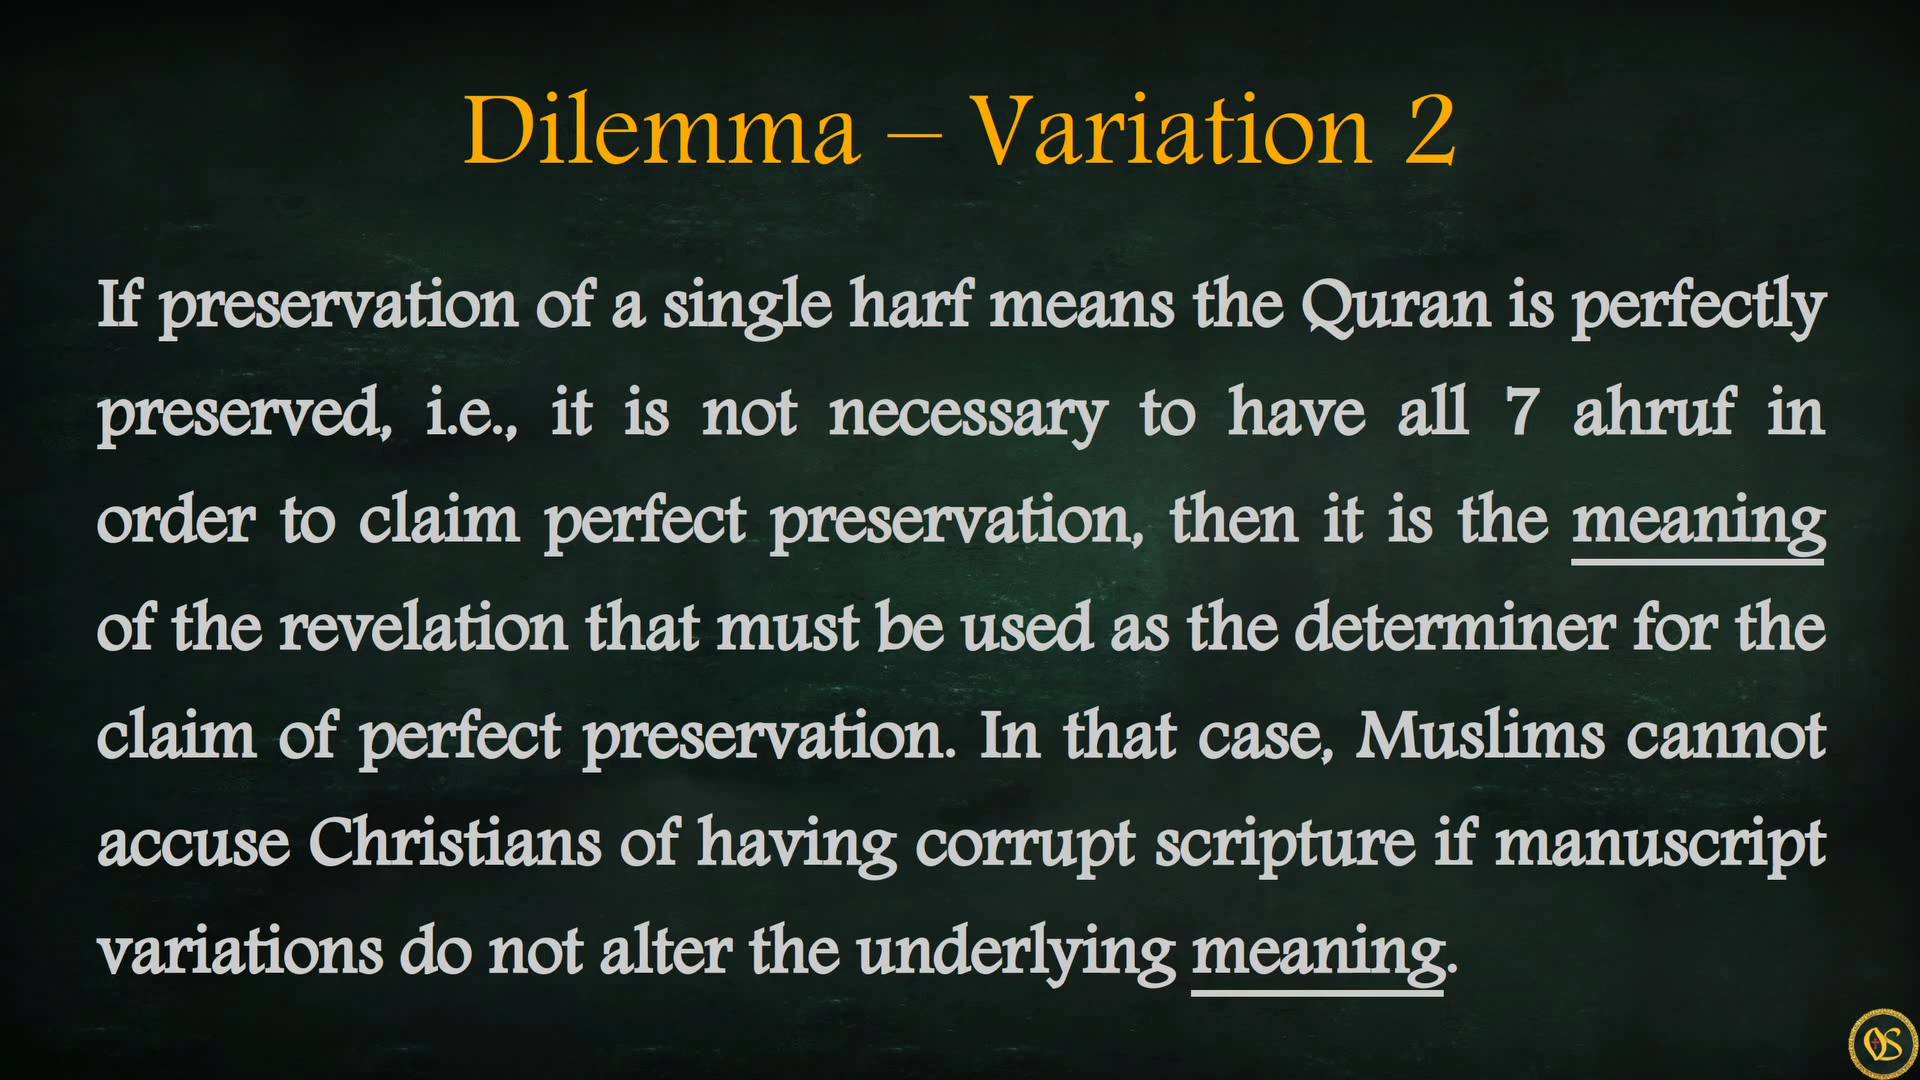 Dilemma – Variation 2
If preservation of a single harf means the Quran is perfectly
preserved, i.e., it is not necessary to have all 7 ahruf in
order to claim perfect preservation, then it is the meaning
of the revelation that must be used as the determiner for the
claim of perfect preservation. In that case, Muslims cannot
accuse Christians of having corrupt scripture if manuscript
variations do not alter the underlying meaning.